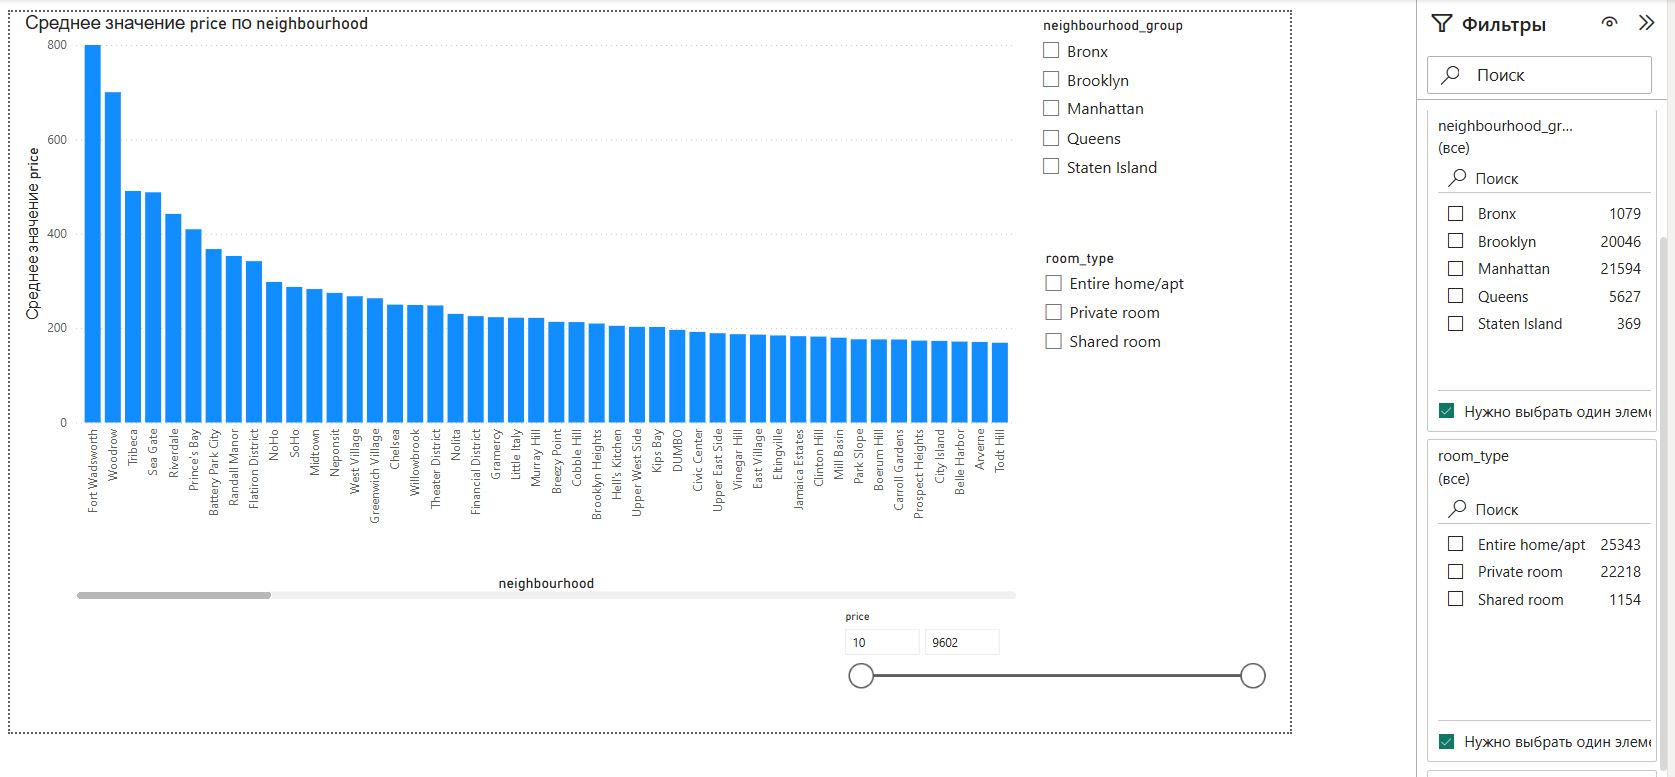 Среднее значение price по neighbourhood
Среднее значение price
800
600
400
200
0
Fort Wadsworth
Woodrow
Tribeca
Sea Gate
Riverdale
Prince's Bay
Battery Park City
Randall Manor
Flatiron District
NoHo
SoHo
Midtown
Neponsit
West Village
Greenwich Village
Chelsea
Willowbrook
Theater District
Nolita
Financial District
Gramercy
Little Italy
Murray Hill
Breezy Point
Cobble Hill
Brooklyn Heights
Hell's Kitchen
Upper West Side
Kips Bay
DUMBO
Civic Center
Upper East Side
Vinegar Hill
East Village
Eltingville
Jamaica Estates
Clinton Hill
Mill Basin
Park Slope
Boerum Hill
Carroll Gardens
Prospect Heights
City Island
Belle Harbor
Arverne
Todt Hill
neighbourhood
neighbourhood_group
Bronx
Brooklyn
Manhattan
Queens
Staten Island
room_type
Entire home/apt
Private room
Shared room
price
10 9602
Фильтры
Поиск
neighbourhood_gr...
(все)
Поиск
Bronx 1079
Brooklyn 20046
Manhattan 21594
Queens 5627
Staten Island 369
Нужно выбрать один элеме
room_type
(все)
Поиск
Entire home/apt 25343
Private room 22218
Shared room 1154
Нужно выбрать один элеме